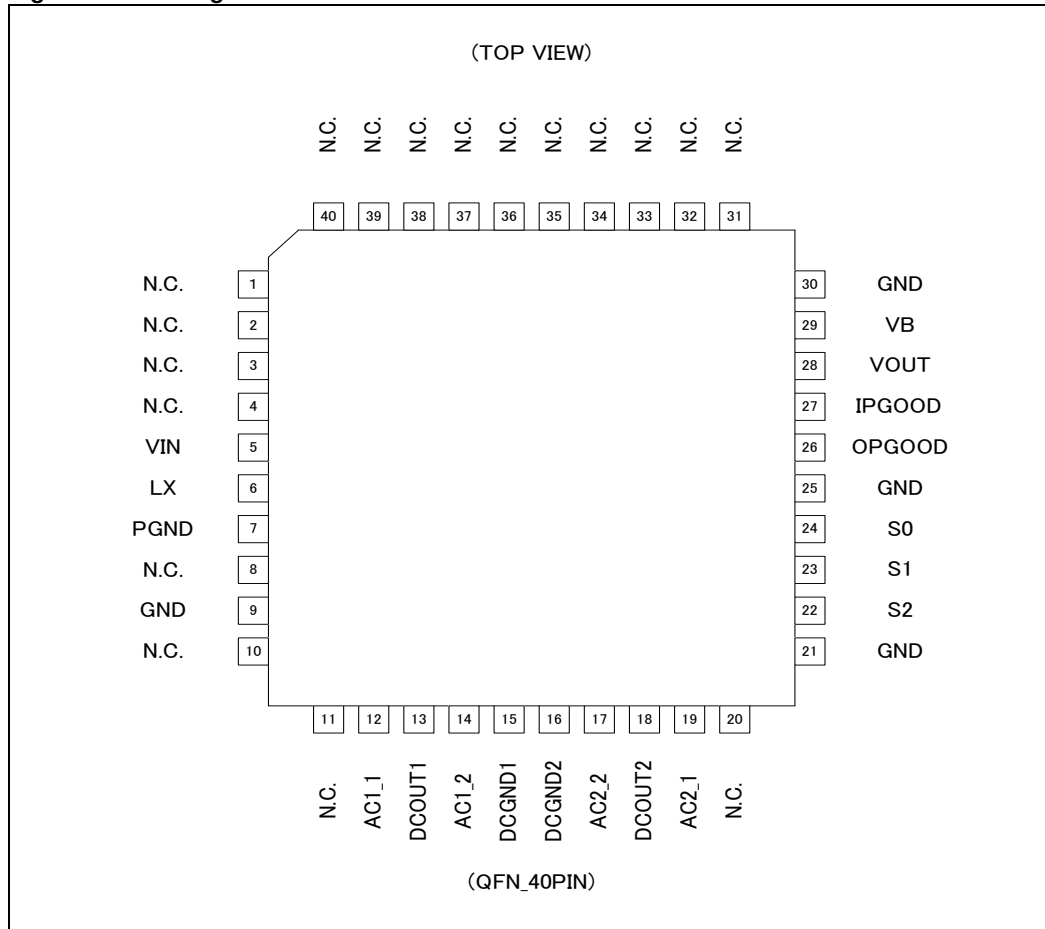 (TOP VIEW)
N.C. N.C. N.C. N.C. N.C. N.C. N.C. N.C. N.C. N.C.
40 39 38 37 36 35 34 33 32 31
N.C. 1 30 GND
N.C. 2 29 VB
N.C. 3 28 VOUT
N.C. 4 27 IPGOOD
VIN 5 26 OPGOOD
LX 6 25 GND
PGND 7 24 S0
N.C. 8 23 S1
GND 9 22 S2
N.C. 10 21 GND
11 12 13 14 15 16 17 18 19 20
N.C. AC1_1 DCOUT1 AC1_2 DCGND1 DCGND2 AC2_2 DCOUT2 AC2_1 N.C.
(QFN_40PIN)